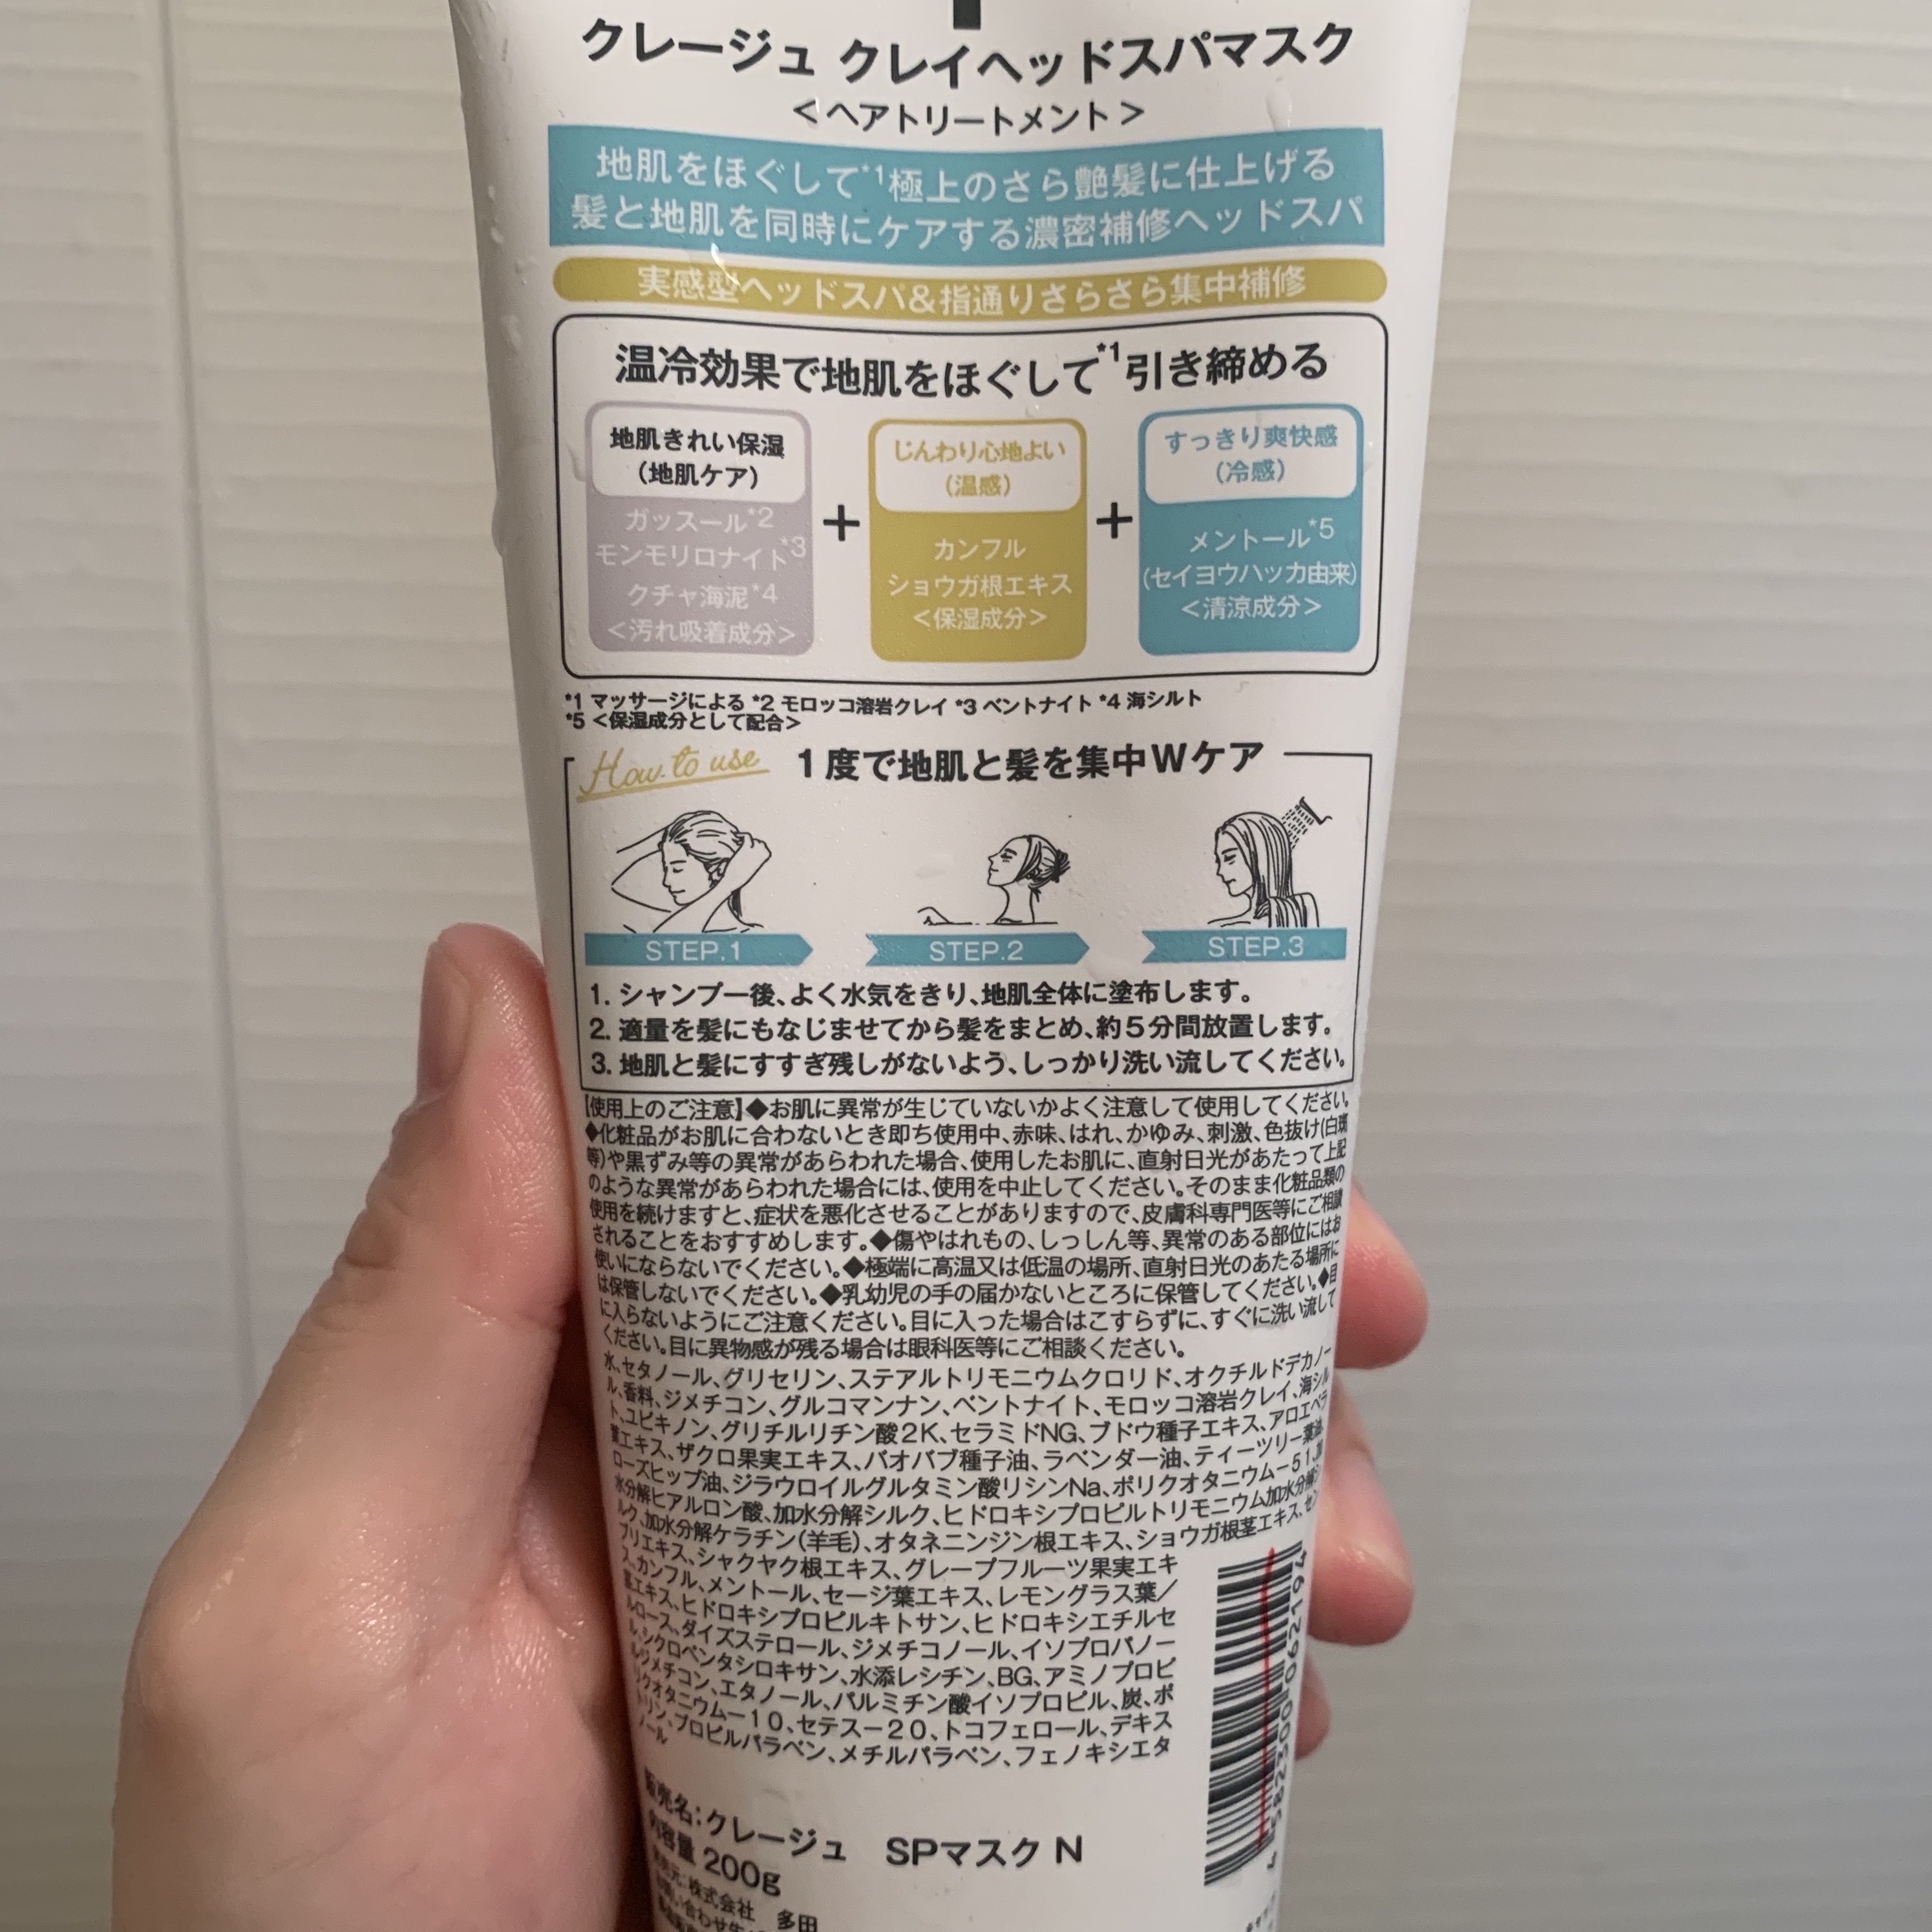 クレージュ クレイヘッドスパマスク
＜ヘアトリートメント＞
地肌をほぐして*1極上のさら艶髪に仕上げる
髪と地肌を同時にケアする濃密補修ヘッドスパ
実感型ヘッドスパ&指通りさらさら集中補修
温冷効果で地肌をほぐして*1引き締める
地肌きれい保湿
(地肌ケア)
ガッスール*2
モンモリロナイト*3
クチャ海泥*4
＜汚れ吸着成分＞
+
じんわり心地よい
(温感)
カンフル
ショウガ根エキス
＜保湿成分＞
+
すっきり爽快感
(冷感)
メントール*5
(セイヨウハッカ由来)
＜清涼成分＞
*1 マッサージによる *2 モロッコ溶岩クレイ *3 ベントナイト *4 海シルト
*5 ＜保湿成分として配合＞
How to use 1度で地肌と髪を集中Wケア
STEP.1 STEP.2 STEP.3
1. シャンプー後、よく水気をきり、地肌全体に塗布します。
2. 適量を髪にもなじませてから髪をまとめ、約5分間放置します。
3. 地肌と髪にすすぎ残しがないよう、しっかり洗い流してください。
【使用上のご注意】◆お肌に異常が生じていないかよく注意して使用してください。
◆化粧品がお肌に合わないとき即ち使用中、赤味、はれ、かゆみ、刺激、色抜け(白斑
等)や黒ずみ等の異常があらわれた場合、使用したお肌に、直射日光があたって上記
のような異常があらわれた場合には、使用を中止してください。そのまま化粧品類の
使用を続けますと、症状を悪化させることがありますので、皮膚科専門医等にご相談
されることをおすすめします。◆傷やはれもの、しっしん等、異常のある部位にはお
使いにならないでください。◆極端に高温又は低温の場所、直射日光のあたる場所に
は保管しないでください。◆乳幼児の手の届かないところに保管してください。◆目
に入らないようにご注意ください。目に入った場合はこすらずに、すぐに洗い流して
ください。目に異物感が残る場合は眼科医等にご相談ください。
水、セタノール、グリセリン、ステアルトリモニウムクロリド、オクチルドデカノー
ル、香料、ジメチコン、グルコマンナン、ベントナイト、モロッコ溶岩クレイ、海シル
ト、ユビキノン、グリチルリチン酸2K、セラミドNG、ブドウ種子エキス、アロエベラ
葉エキス、ザクロ果実エキス、バオバブ種子油、ラベンダー油、ティーツリー葉油、
ローズヒップ油、ジラウロイルグルタミン酸リシンNa、ポリクオタニウム－51、加
水分解ヒアルロン酸、加水分解シルク、ヒドロキシプロピルトリモニウム加水分解シ
ルク、加水分解ケラチン(羊毛)、オタネニンジン根エキス、ショウガ根茎エキス、セン
ブリエキス、シャクヤク根エキス、グレープフルーツ果実エキ
ス、カンフル、メントール、セージ葉エキス、レモングラス葉／
茎エキス、ヒドロキシプロピルキトサン、ヒドロキシエチルセ
ルロース、ダイズステロール、ジメチコノール、イソプロパノー
ル、シクロペンタシロキサン、水添レシチン、BG、アミノプロピ
ルジメチコン、エタノール、パルミチン酸イソプロピル、炭、ポ
リクオタニウム－10、セテス－20、トコフェロール、デキス
トリン、プロピルパラベン、メチルパラベン、フェノキシエタ
ノール
販売名：クレージュ SPマスク N
内容量 200g
株式会社 多田